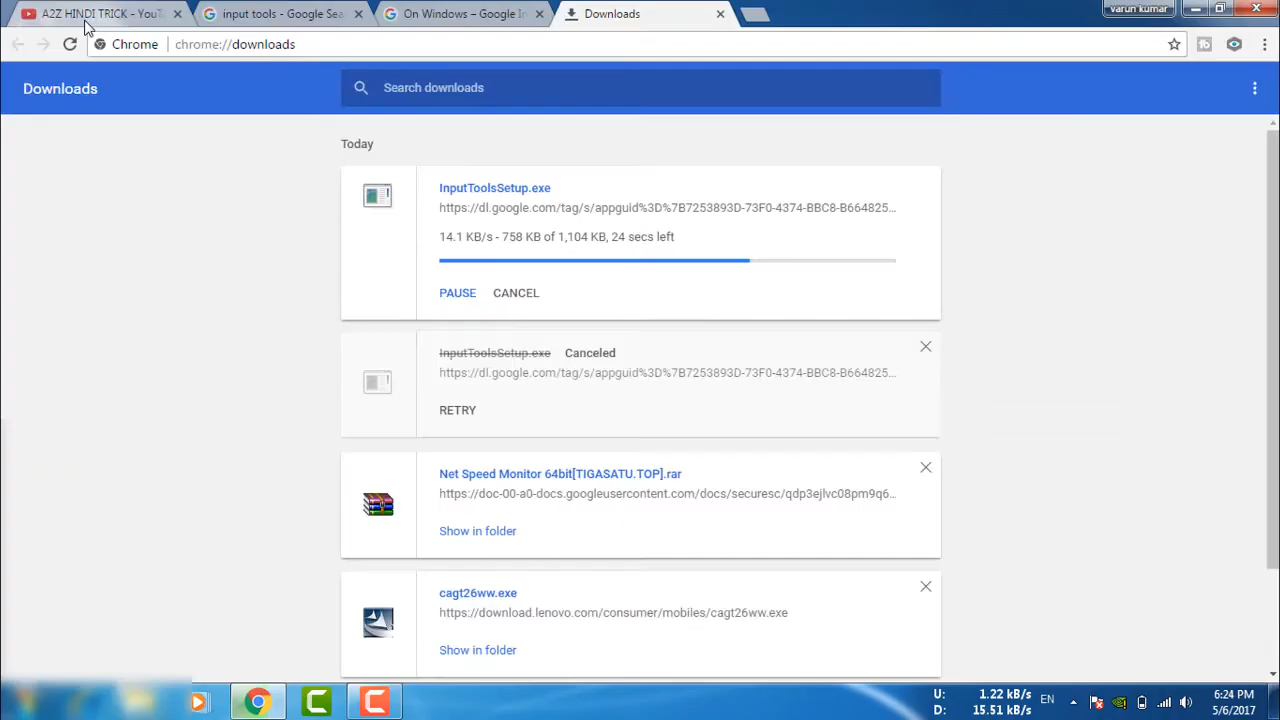 A2Z HINDI TRICK - YouT
input tools - Google Sea
On Windows – Google In
Downloads
varun kumar
Chrome
chrome://downloads
Downloads
Search downloads
Today
InputToolsSetup.exe
https://dl.google.com/tag/s/appguid%3D%7B7253893D-73F0-4374-BBC8-B664825...
14.1 KB/s - 758 KB of 1,104 KB, 24 secs left
PAUSE CANCEL
InputToolsSetup.exe Canceled
https://dl.google.com/tag/s/appguid%3D%7B7253893D-73F0-4374-BBC8-B664825...
RETRY
Net Speed Monitor 64bit[TIGASATU.TOP].rar
https://doc-00-a0-docs.googleusercontent.com/docs/securesc/qdp3pjlvc08pm9q6...
Show in folder
cagt26ww.exe
https://download.lenovo.com/consumer/mobiles/cagt26ww.exe
Show in folder
U: 1.22 kB/s
D: 15.51 kB/s
EN
6:24 PM
5/6/2017